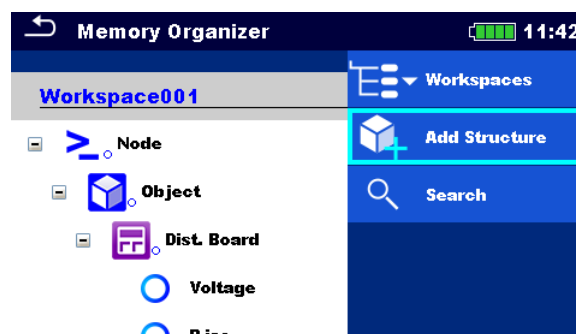 Memory Organizer
11:42
Workspace001
Workspaces
Node
Add Structure
Object
Search
Dist. Board
Voltage